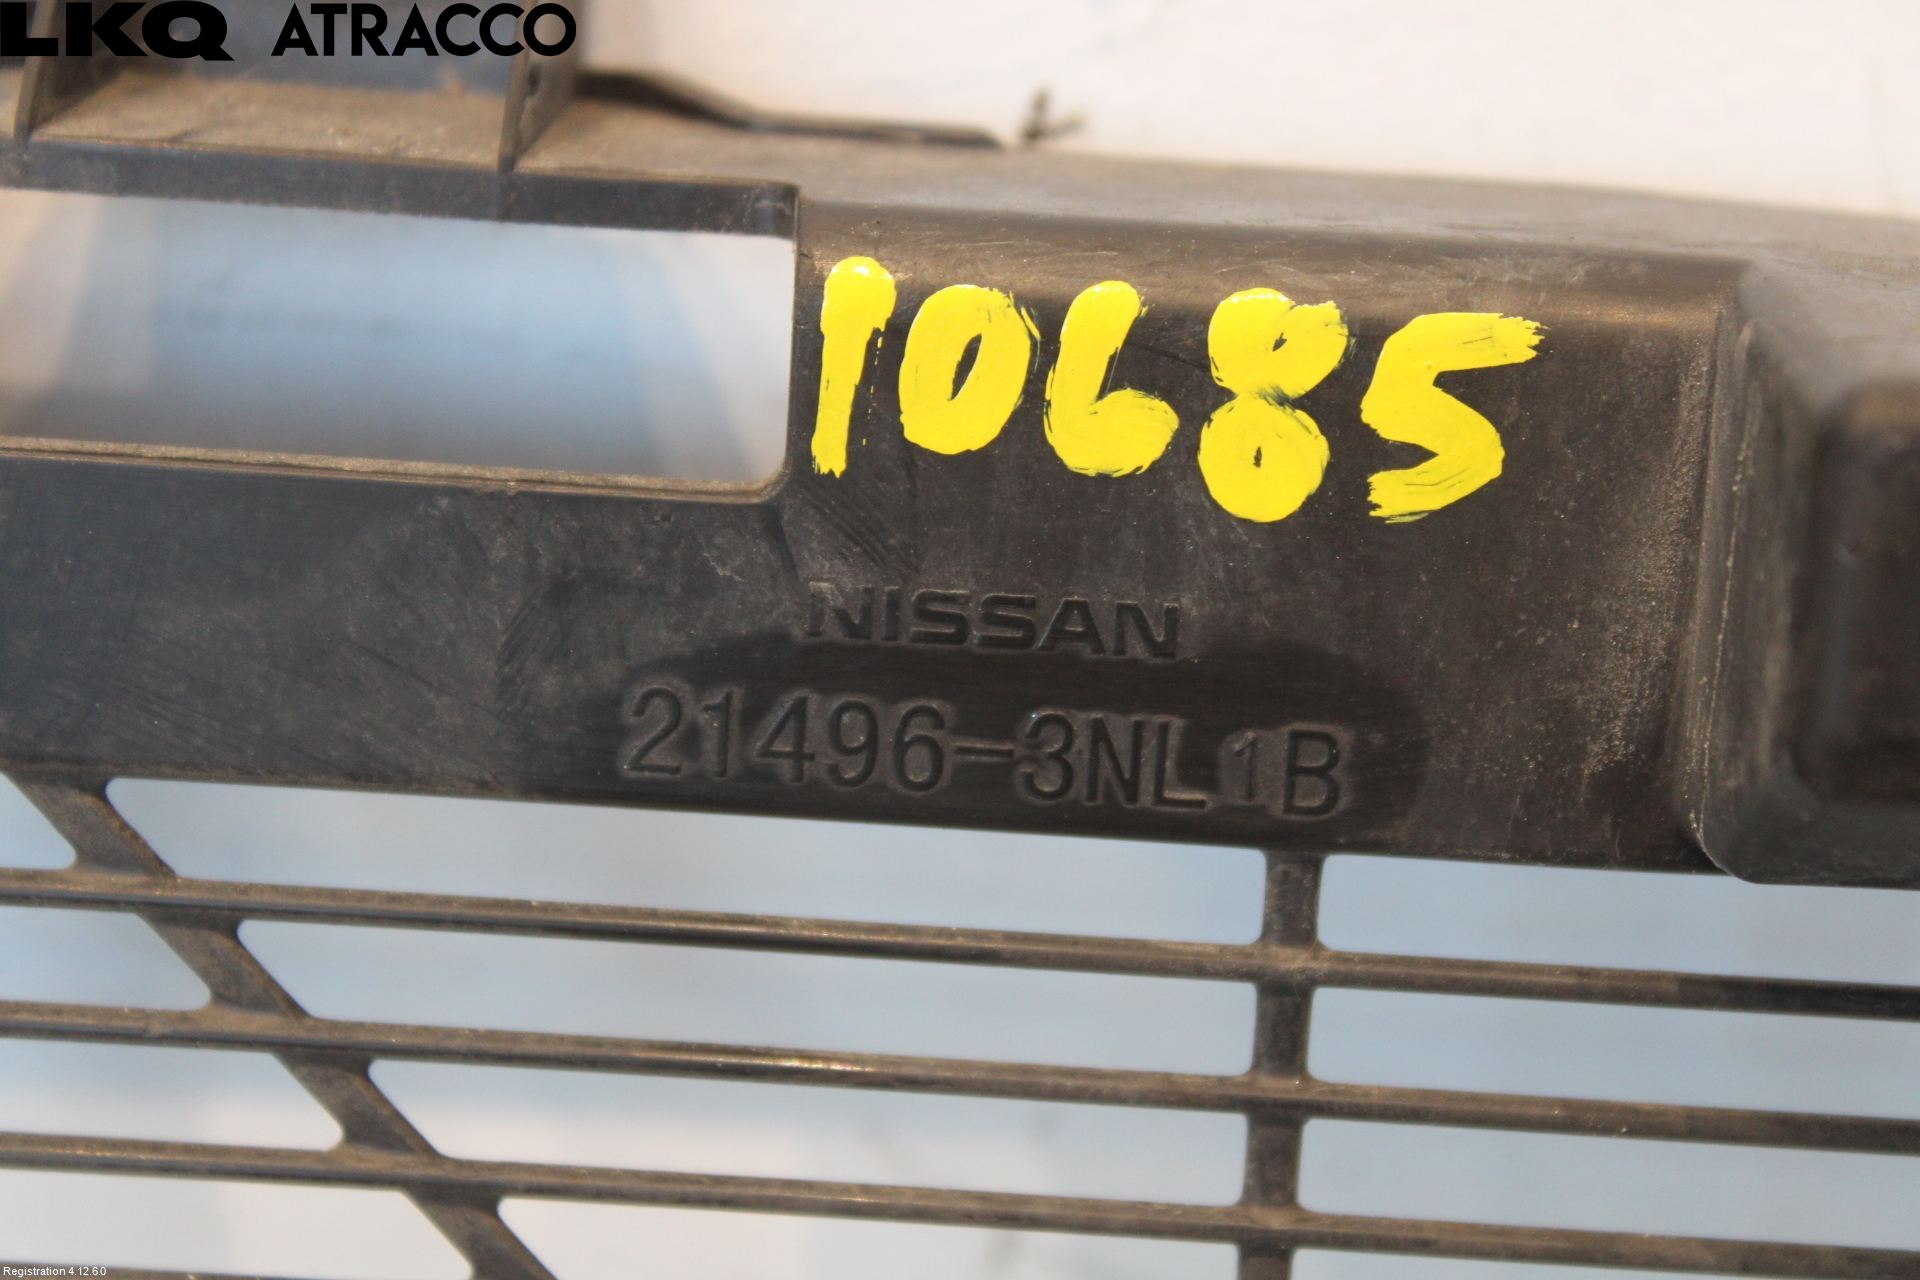 LKQ ATRACCO
10685
NISSAN
21496-3NL1B
Registration 4.12.6.0